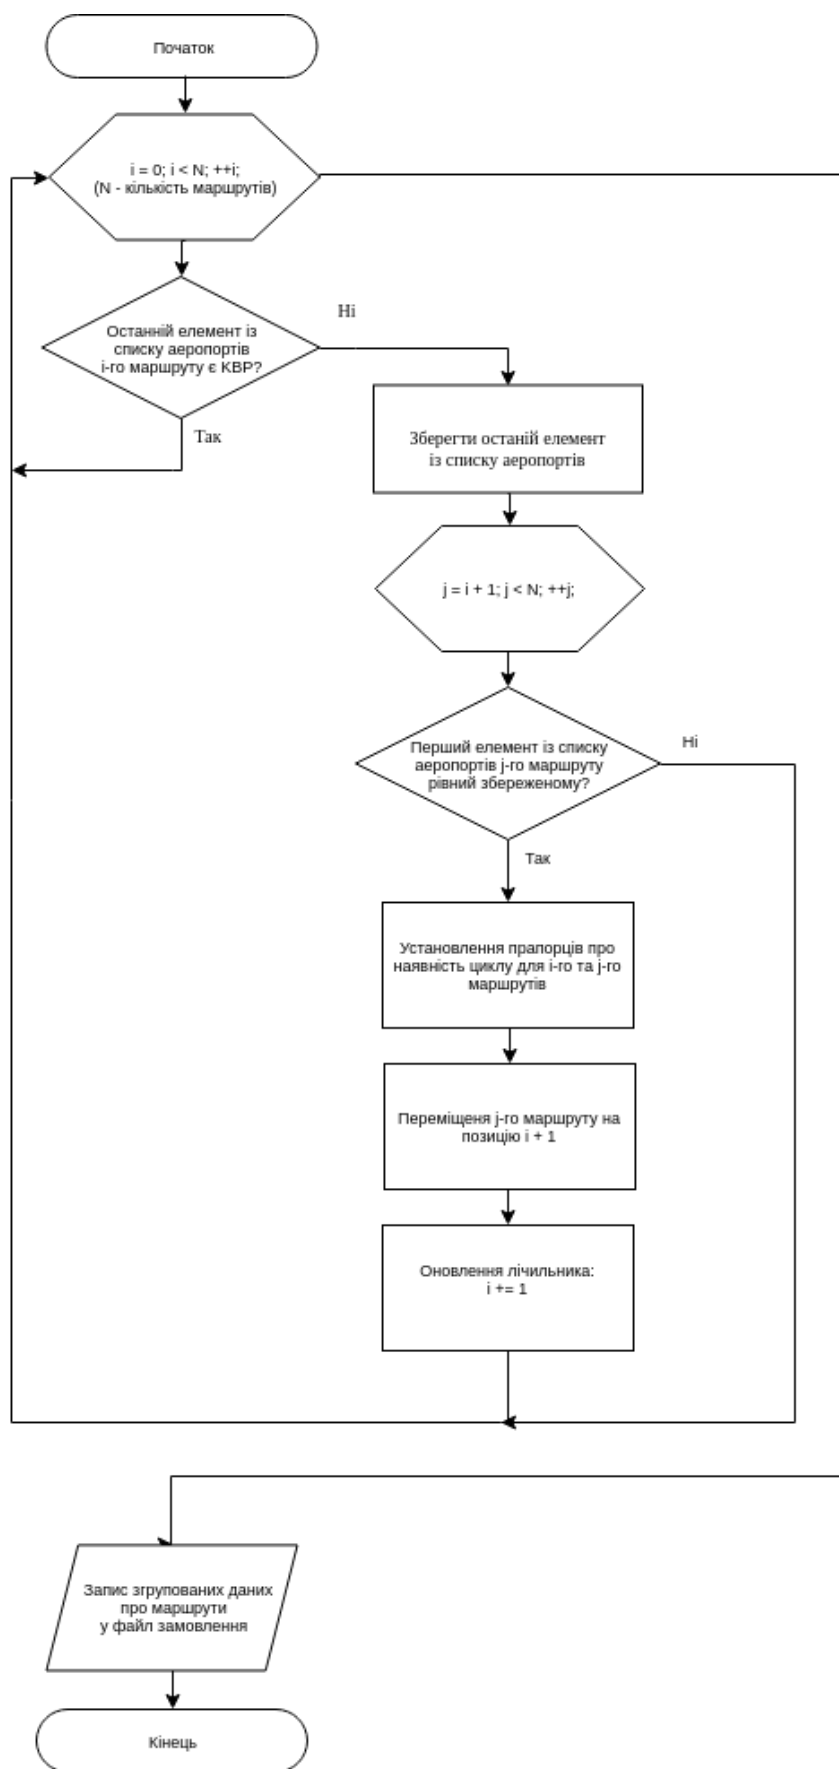 Початок
i = 0; i < N; ++i;
(N - кількість маршрутів)
Ні
Останній елемент із
списку аеропортів
і-го маршруту є KBP?
Так
Зберегти останій елемент
із списку аеропортів
j = i + 1; j < N; ++j;
Ні
Перший елемент із списку
аеропортів j-го маршруту
рівний збереженому?
Так
Установлення прапорців про
наявність циклу для і-го та j-го
маршрутів
Переміщеня j-го маршруту на
позицію і + 1
Оновлення лічильника:
і += 1
Запис згрупованих даних
про маршрути
у файл замовлення
Кінець